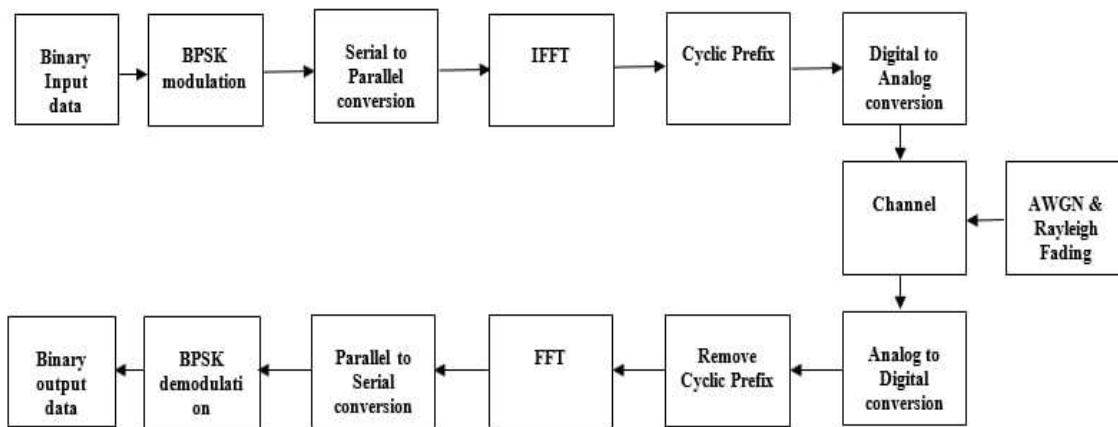 Binary
Input
data
BPSK
modulation
Serial to
Parallel
conversion
IFFT
Cyclic Prefix
Digital to
Analog
conversion
Channel
AWGN &
Rayleigh
Fading
Binary
output
data
BPSK
demodulati
on
Parallel to
Serial
conversion
FFT
Remove
Cyclic Prefix
Analog to
Digital
conversion